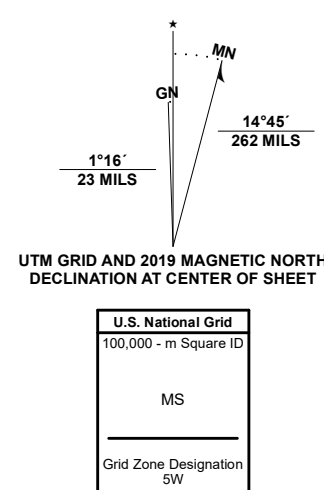 ★
MN
GN
14°45´
262 MILS
1°16´
23 MILS
UTM GRID AND 2019 MAGNETIC NORTH
DECLINATION AT CENTER OF SHEET
U.S. National Grid
100,000 - m Square ID
MS
Grid Zone Designation
5W